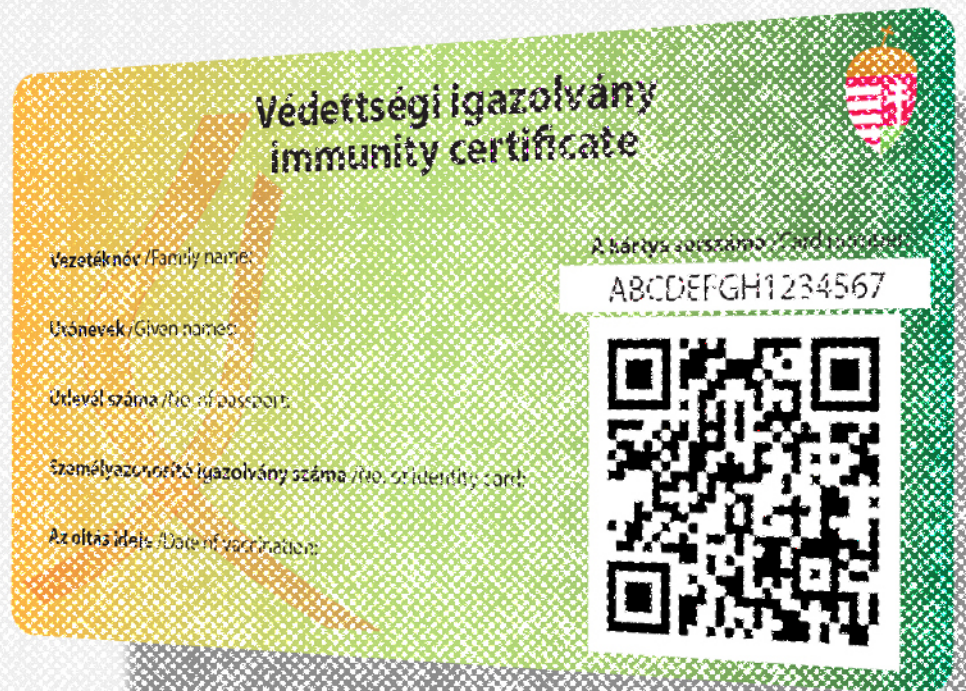 Védettségi igazolvány
immunity certificate
Vezetéknév /Family name:
Utónevek /Given names:
Útlevél száma /No. of passport:
Személyazonosító igazolvány száma /No. of identity card:
Az oltás ideje /Date of vaccination:
A kártya sorszáma /Card number:
ABCDEFGH1234567